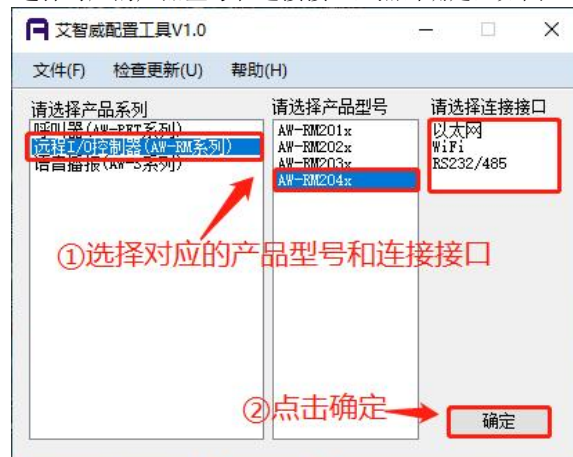 艾智威配置工具V1.0
文件(F) 检查更新(U) 帮助(H)
请选择产品系列
呼叫器(AW-RET系列)
远程I/O控制器(AW-RM系列)
语音播报(AW-S系列)
请选择产品型号
AW-RM201x
AW-RM202x
AW-RM203x
AW-RM204x
请选择连接接口
以太网
WiFi
RS232/485
①选择对应的产品型号和连接接口
②点击确定
确定